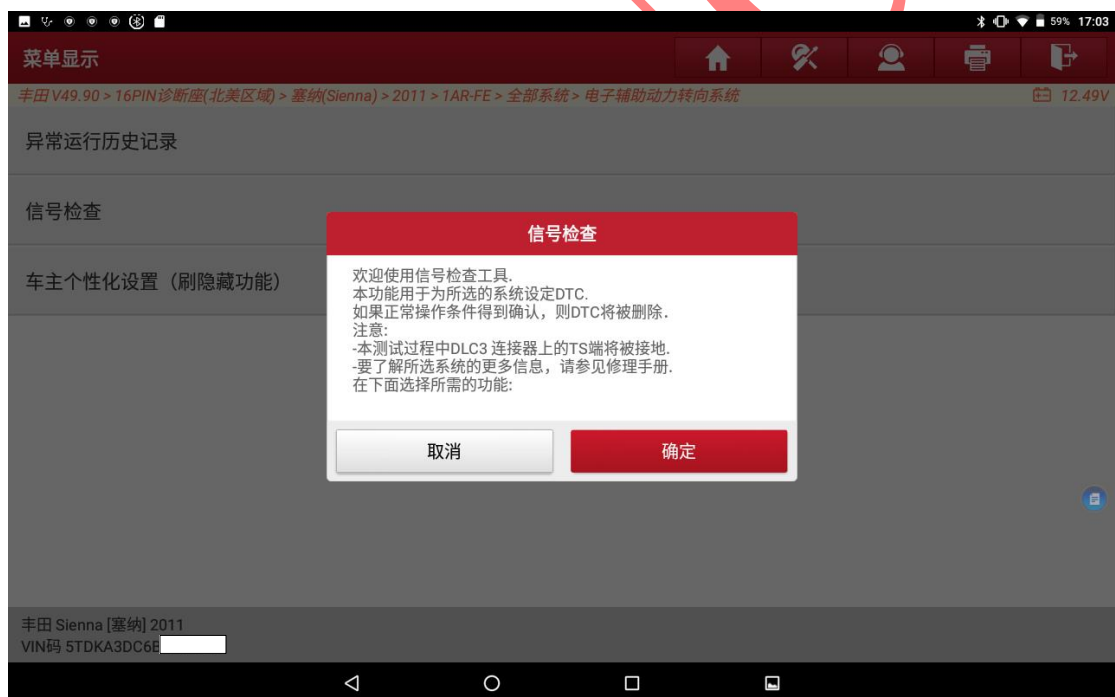 59% 17:03
菜单显示
丰田 V49.90 > 16PIN诊断座(北美区域) > 塞纳(Sienna) > 2011 > 1AR-FE > 全部系统 > 电子辅助动力转向系统
12.49V
异常运行历史记录
信号检查
车主个性化设置（刷隐藏功能）
信号检查
欢迎使用信号检查工具.
本功能用于为所选的系统设定DTC.
如果正常操作条件得到确认，则DTC将被删除.
注意:
-本测试过程中DLC3 连接器上的TS端将被接地.
-要了解所选系统的更多信息，请参见修理手册.
在下面选择所需的功能:
取消
确定
丰田 Sienna [塞纳] 2011
VIN码 5TDKA3DC6